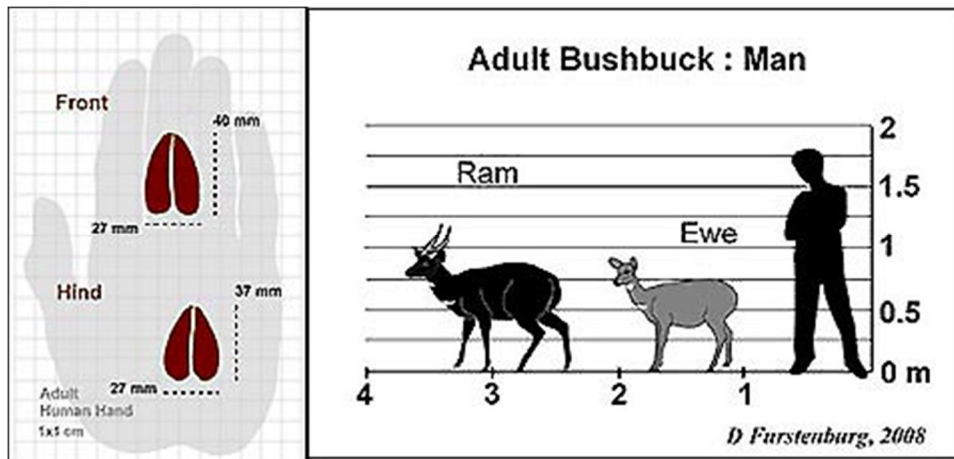 Front
40 mm
27 mm
Hind
37 mm
27 mm
Adult
Human Hand
1x1 cm
Adult Bushbuck : Man
2
Ram
1.5
Ewe
1
0.5
0 m
4 3 2 1
D Furstenburg, 2008